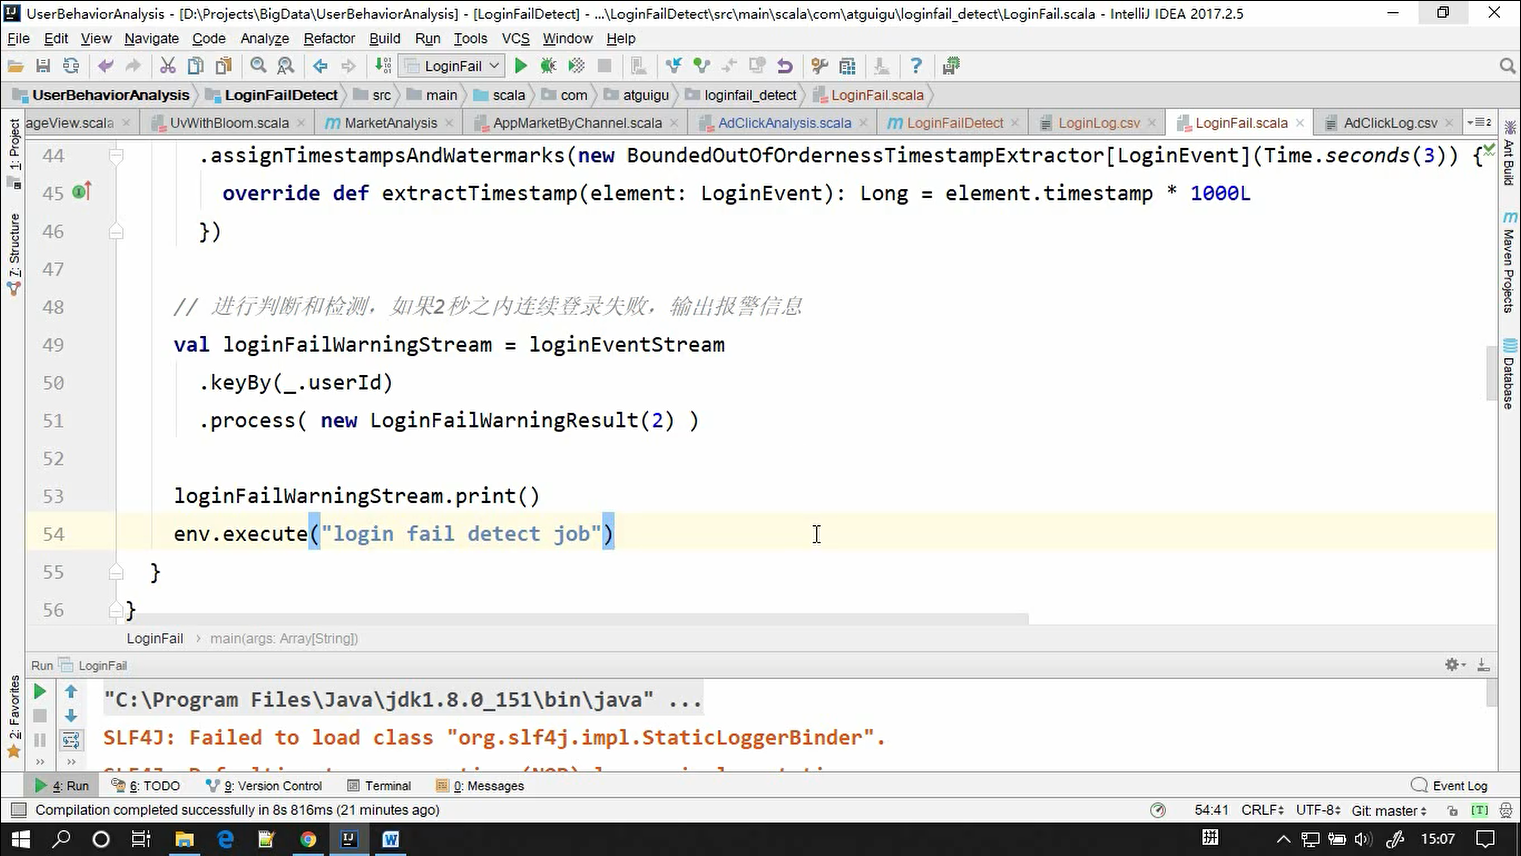 UserBehaviorAnalysis - [D:\Projects\BigData\UserBehaviorAnalysis] - [LoginFailDetect] - ...\LoginFailDetect\src\main\scala\com\atguigu\loginfail_detect\LoginFail.scala - IntelliJ IDEA 2017.2.5
File Edit View Navigate Code Analyze Refactor Build Run Tools VCS Window Help
LoginFail
UserBehaviorAnalysis LoginFailDetect src main scala com atguigu loginfail_detect LoginFail.scala
ageView.scala UvWithBloom.scala MarketAnalysis AppMarketByChannel.scala AdClickAnalysis.scala LoginFailDetect LoginLog.csv LoginFail.scala AdClickLog.csv
1: Project
7: Structure
2: Favorites
Ant Build
Maven Projects
Database
44 .assignTimestampsAndWatermarks(new BoundedOutOfOrdernessTimestampExtractor[LoginEvent](Time.seconds(3)) {
45 override def extractTimestamp(element: LoginEvent): Long = element.timestamp * 1000L
46 })
47
48 // 进行判断和检测，如果2秒之内连续登录失败，输出报警信息
49 val loginFailWarningStream = loginEventStream
50 .keyBy(_.userId)
51 .process( new LoginFailWarningResult(2) )
52
53 loginFailWarningStream.print()
54 env.execute("login fail detect job")
55 }
56 }
LoginFail › main(args: Array[String])
Run LoginFail
"C:\Program Files\Java\jdk1.8.0_151\bin\java" ...
SLF4J: Failed to load class "org.slf4j.impl.StaticLoggerBinder".
4: Run 6: TODO 9: Version Control Terminal 0: Messages Event Log
Compilation completed successfully in 8s 816ms (21 minutes ago) 54:41 CRLF UTF-8 Git: master
拼 15:07